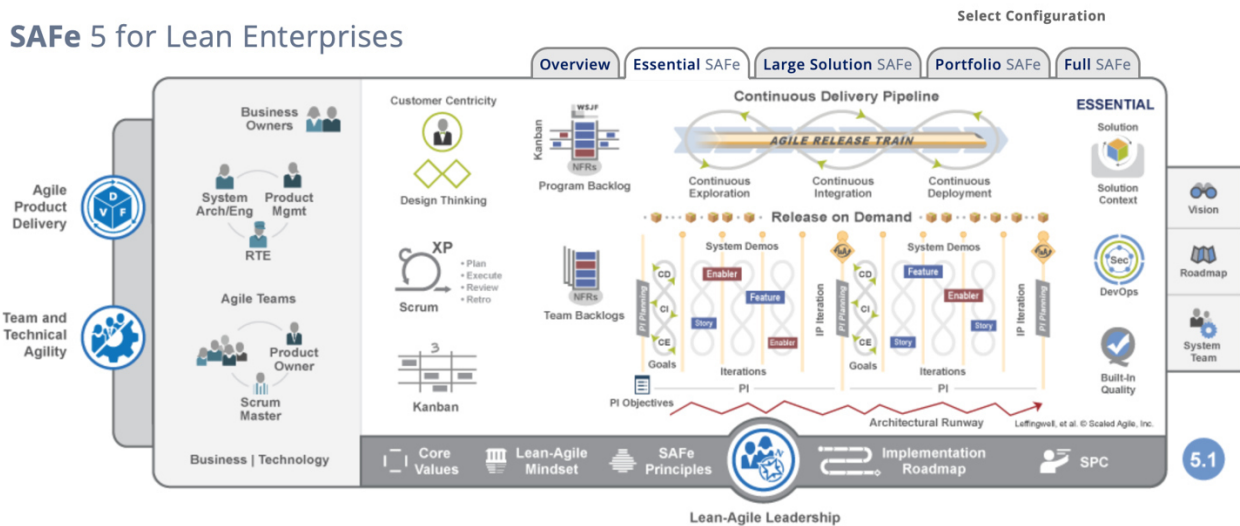 Select Configuration
SAFe 5 for Lean Enterprises
Overview
Essential SAFe
Large Solution SAFe
Portfolio SAFe
Full SAFe
Agile
Product
Delivery
D
V
F
Team and
Technical
Agility
Business
Owners
System
Arch/Eng
Product
Mgmt
RTE
Agile Teams
Product
Owner
Scrum
Master
Business | Technology
Customer Centricity
Design Thinking
XP
• Plan
• Execute
• Review
• Retro
Scrum
3
Kanban
WSJF
Kanban
NFRs
Program Backlog
NFRs
Team Backlogs
Continuous Delivery Pipeline
AGILE RELEASE TRAIN
Continuous
Exploration
Continuous
Integration
Continuous
Deployment
Release on Demand
System Demos
System Demos
PI Planning
CD
CI
CE
Goals
Enabler
Feature
Story
Enabler
Iterations
IP Iteration
I&A
PI Planning
CD
CI
CE
Goals
Feature
Enabler
Story
Story
Iterations
IP Iteration
I&A
PI Planning
PI
PI
PI Objectives
Architectural Runway
Leffingwell, et al. © Scaled Agile, Inc.
ESSENTIAL
Solution
Solution
Context
Sec
DevOps
Built-In
Quality
Vision
Roadmap
System
Team
Core
Values
Lean-Agile
Mindset
SAFe
Principles
Implementation
Roadmap
SPC
5.1
Lean-Agile Leadership